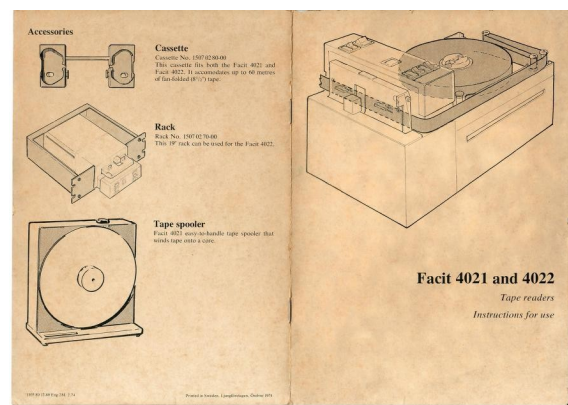 Accessories
Cassette
Cassette No. 1507 02 80-00
This cassette fits both the Facit 4021 and
Facit 4022. It accomodates up to 60 metres
of fan-folded (8½") tape.
Rack
Rack No. 1507 02 70-00
This 19" rack can be used for the Facit 4022.
Tape spooler
Facit 4021 easy-to-handle tape spooler that
winds tape onto a core.
Printed in Sweden.
1974
Facit 4021 and 4022
Tape readers
Instructions for use